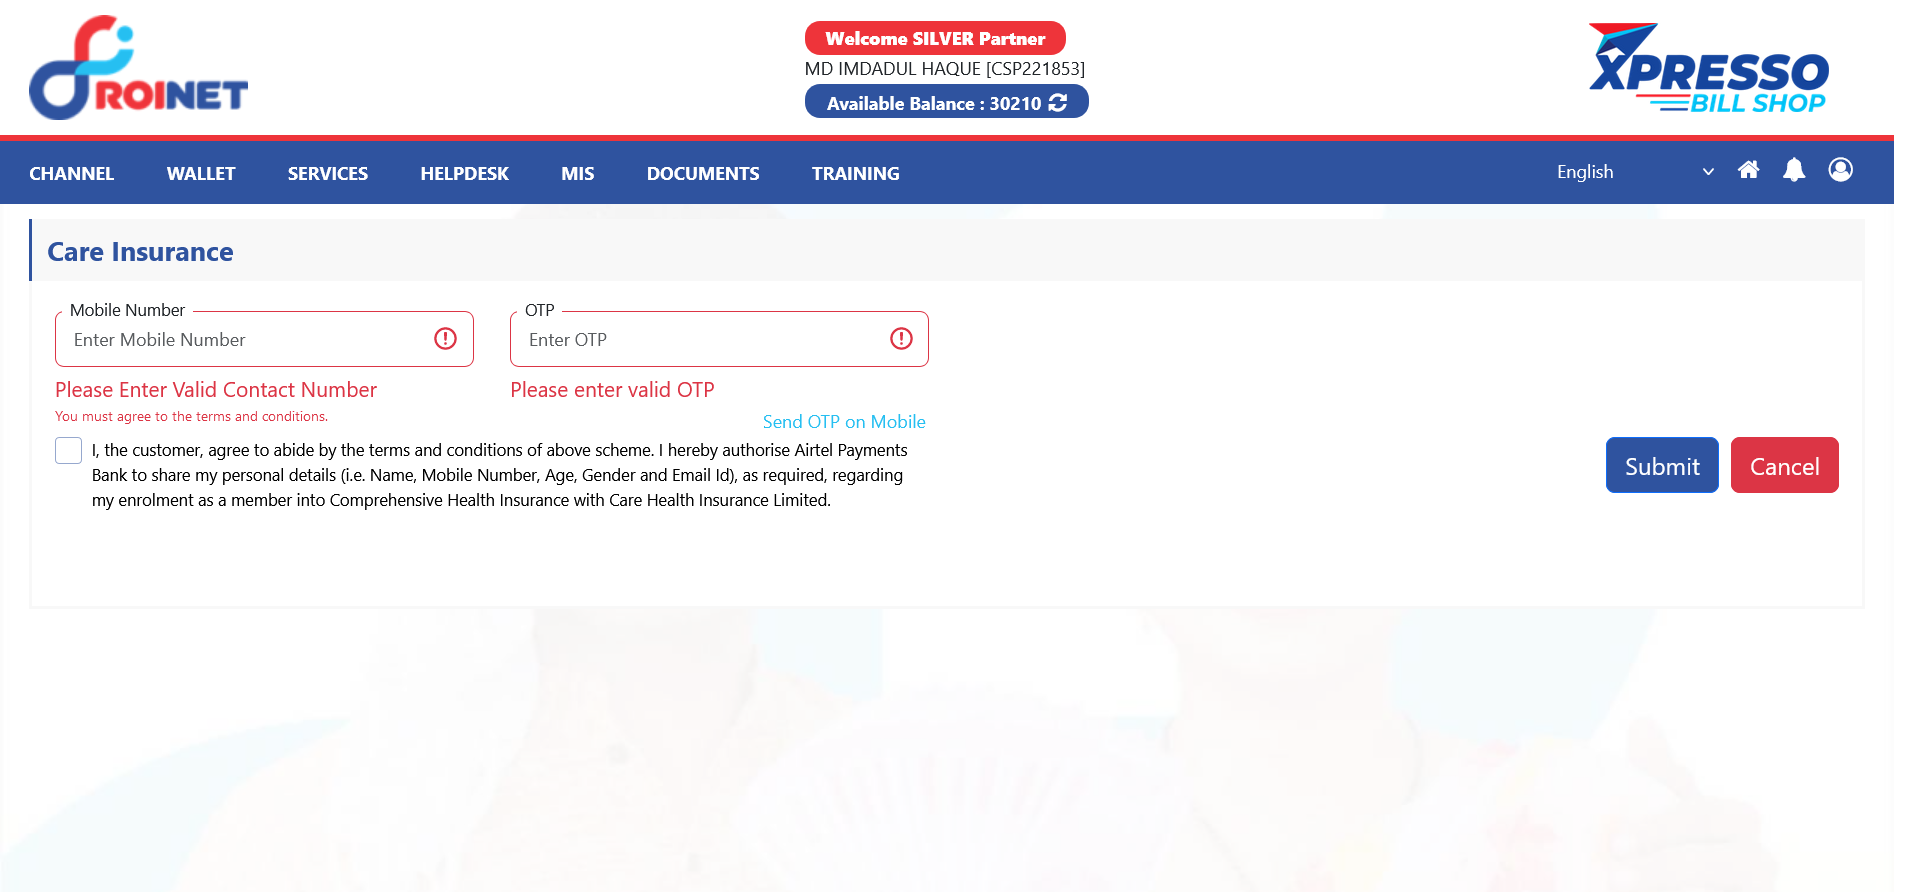 ROINET
Welcome SILVER Partner
MD IMDADUL HAQUE [CSP221853]
Available Balance : 30210
XPRESSO
BILL SHOP
CHANNEL WALLET SERVICES HELPDESK MIS DOCUMENTS TRAINING English
Care Insurance
Mobile Number OTP
Enter Mobile Number Enter OTP
Please Enter Valid Contact Number Please enter valid OTP
You must agree to the terms and conditions.
Send OTP on Mobile
I, the customer, agree to abide by the terms and conditions of above scheme. I hereby authorise Airtel Payments
Bank to share my personal details (i.e. Name, Mobile Number, Age, Gender and Email Id), as required, regarding
my enrolment as a member into Comprehensive Health Insurance with Care Health Insurance Limited.
Submit Cancel